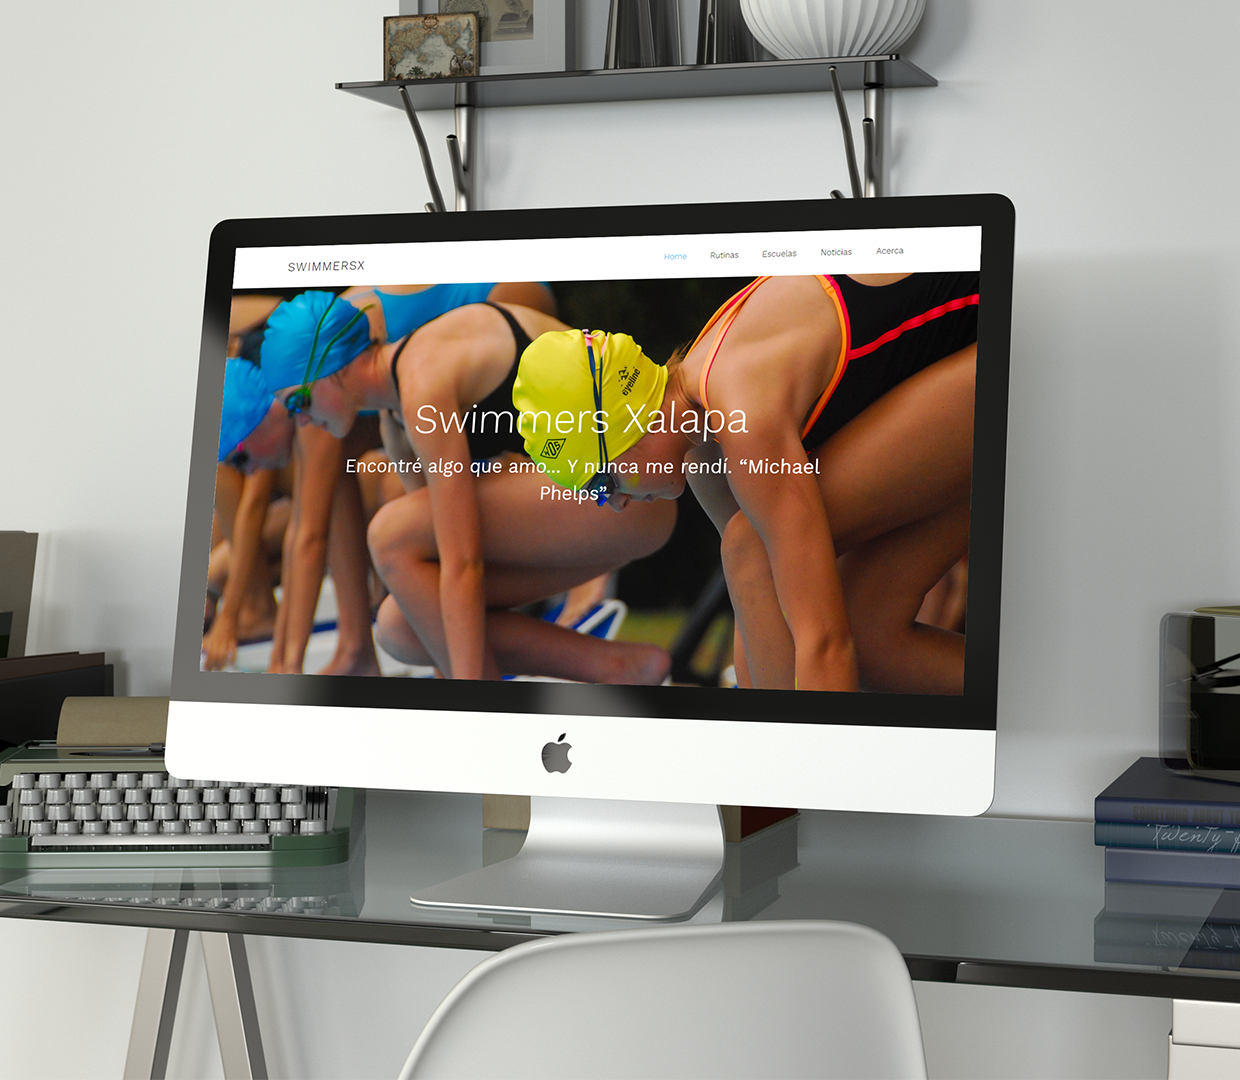 SWIMMERSX
Home Rutinas Escuelas Noticias Acerca
eyeline
Swimmers Xalapa
405
Encontré algo que amo... Y nunca me rendí. “Michael
Phelps”
Twenty